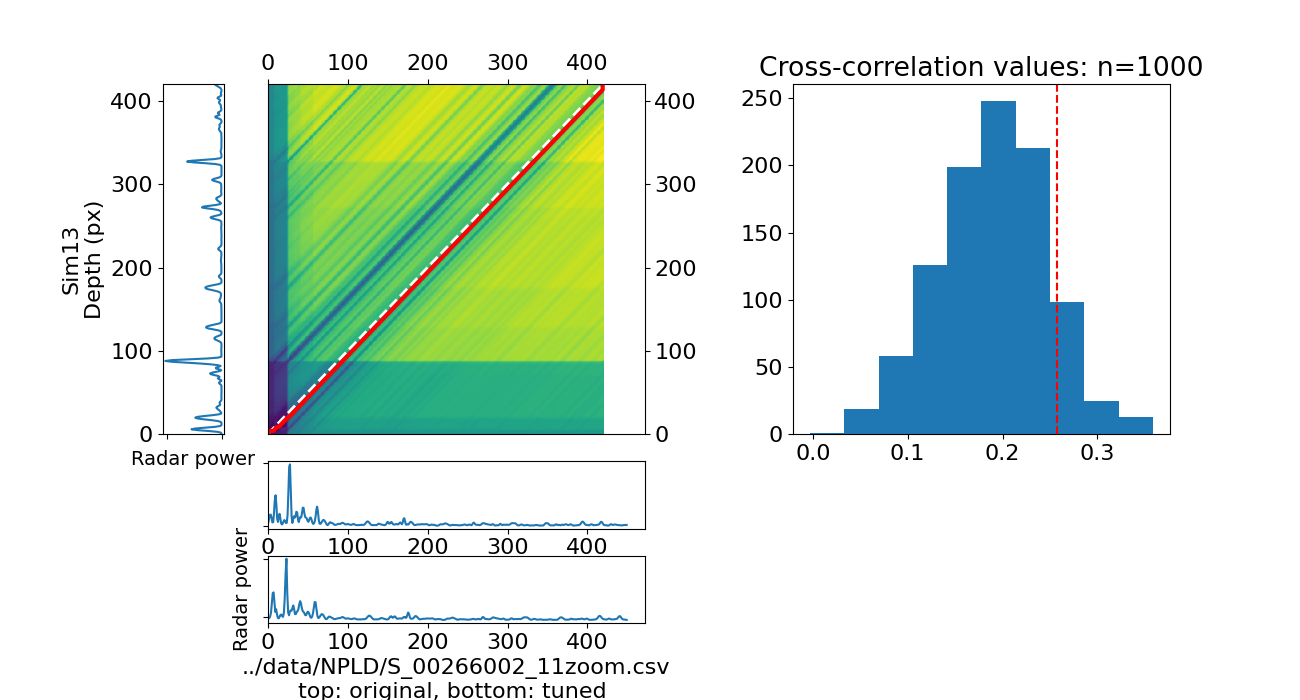 Cross-correlation values: n=1000
0 100 200 300 400
400
300
200
100
0
Sim13
Depth (px)
400
300
200
100
0
250
200
150
100
50
0
0.0 0.1 0.2 0.3
Radar power
0 100 200 300 400
Radar power
0 100 200 300 400
../data/NPLD/S_00266002_11zoom.csv
top: original, bottom: tuned